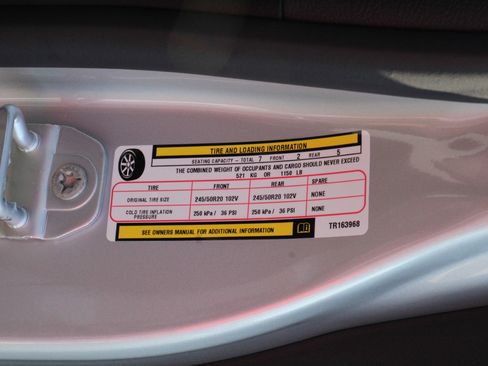 TIRE AND LOADING INFORMATION
SEATING CAPACITY – TOTAL 7 FRONT 2 REAR 5
THE COMBINED WEIGHT OF OCCUPANTS AND CARGO SHOULD NEVER EXCEED
521 KG OR 1150 LB
TIRE FRONT REAR SPARE
ORIGINAL TIRE SIZE 245/50R20 102V 245/50R20 102V NONE
COLD TIRE INFLATION PRESSURE 250 kPa / 36 PSI 250 kPa / 36 PSI NONE
SEE OWNERS MANUAL FOR ADDITIONAL INFORMATION TR163968